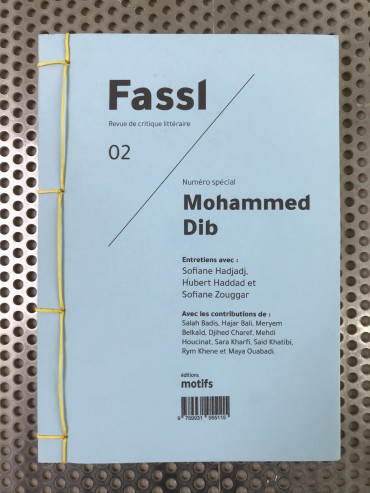 Fassl
Revue de critique littéraire
02
Numéro spécial
Mohammed
Dib
Entretiens avec :
Sofiane Hadjadj,
Hubert Haddad et
Sofiane Zouggar
Avec les contributions de :
Salah Badis, Hajar Bali, Meryem
Belkaïd, Djihed Charef, Mehdi
Houcinat, Sara Kharfi, Saïd Khatibi,
Rym Khene et Maya Ouabadi.
éditions
motifs